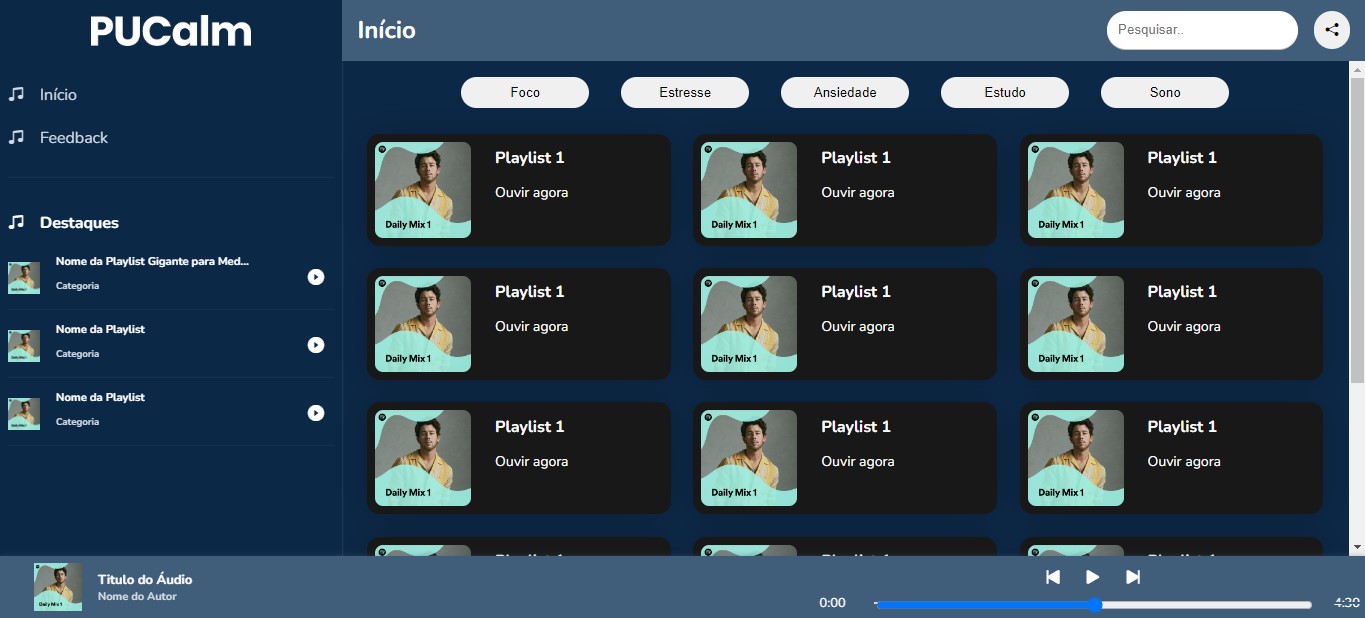 PUCalm
Início
Pesquisar..
Início
Feedback
Destaques
Nome da Playlist Gigante para Med...
Categoria
Nome da Playlist
Categoria
Nome da Playlist
Categoria
Foco
Estresse
Ansiedade
Estudo
Sono
Playlist 1
Ouvir agora
Daily Mix 1
Playlist 1
Ouvir agora
Daily Mix 1
Playlist 1
Ouvir agora
Daily Mix 1
Playlist 1
Ouvir agora
Daily Mix 1
Playlist 1
Ouvir agora
Daily Mix 1
Playlist 1
Ouvir agora
Daily Mix 1
Playlist 1
Ouvir agora
Daily Mix 1
Playlist 1
Ouvir agora
Daily Mix 1
Playlist 1
Ouvir agora
Daily Mix 1
Daily Mix 1
Titulo do Áudio
Nome do Autor
0:00
4:30